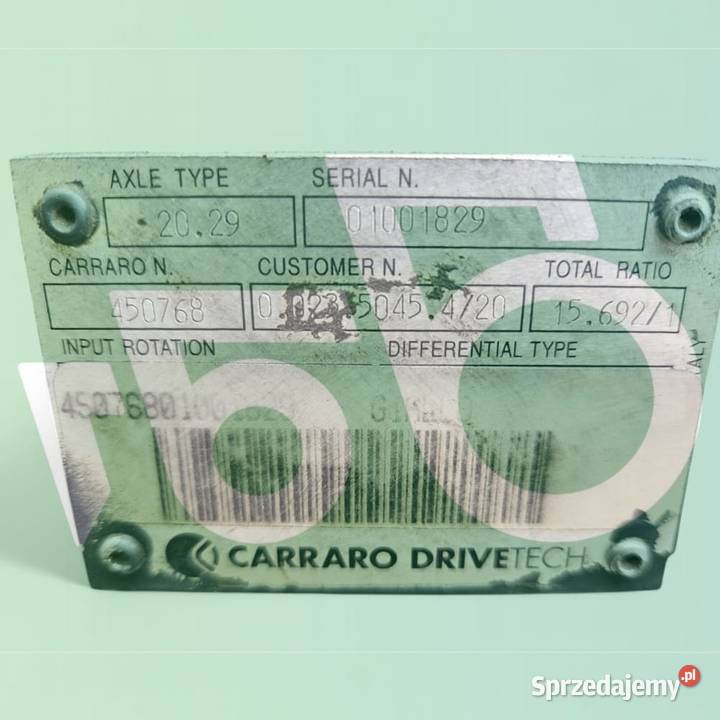 AXLE TYPE SERIAL N.
20.29 01001829
CARRARO N. CUSTOMER N. TOTAL RATIO
450768 15.692/1
INPUT ROTATION DIFFERENTIAL TYPE
CARRARO DRIVETECH
Sprzedajemy.pl